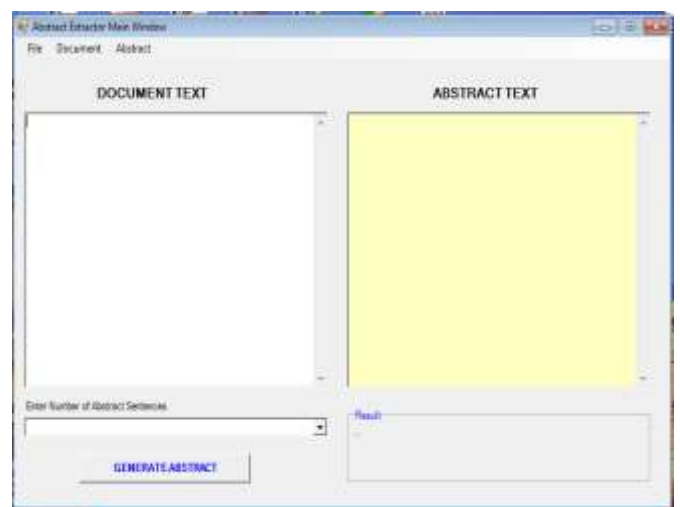 Abstract Extractor Main Window
File Document Abstract
DOCUMENT TEXT
ABSTRACT TEXT
Enter Number of Abstract Sentences
Result
GENERATE ABSTRACT